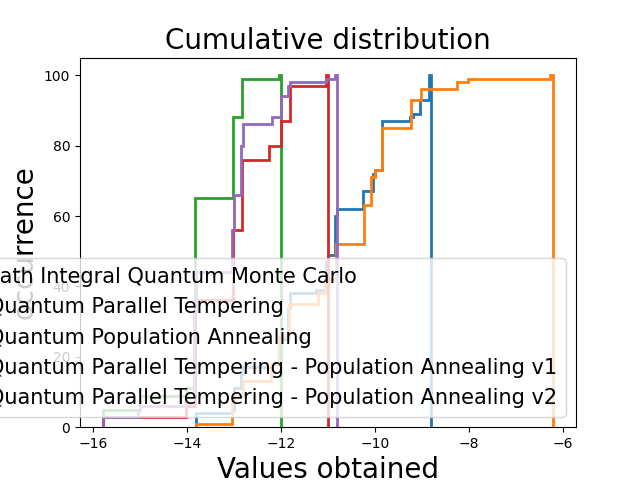 Cumulative distribution
100
80
60
40
20
0
occurrence
ath Integral Quantum Monte Carlo
Quantum Parallel Tempering
Quantum Population Annealing
Quantum Parallel Tempering - Population Annealing v1
Quantum Parallel Tempering - Population Annealing v2
−16 −14 −12 −10 −8 −6
Values obtained